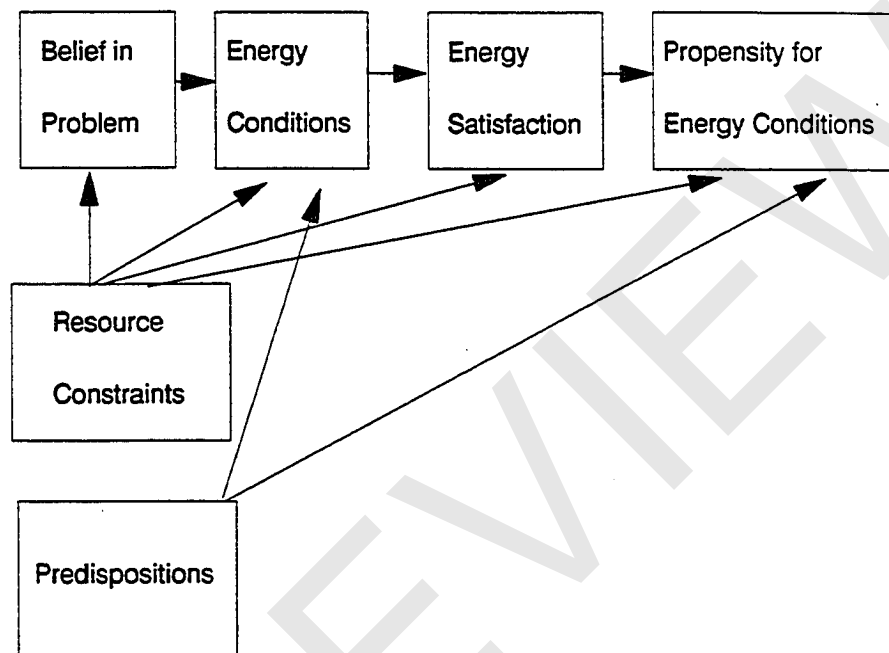 Belief in
Problem
Energy
Conditions
Energy
Satisfaction
Propensity for
Energy Conditions
Resource
Constraints
Predispositions